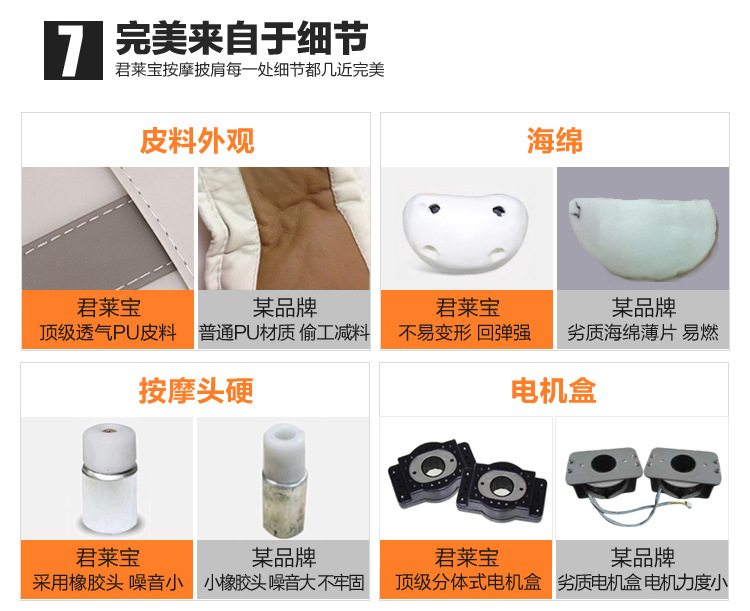 7
完美来自于细节
君莱宝按摩披肩每一处细节都几近完美
皮料外观
君莱宝
顶级透气PU皮料
某品牌
普通PU材质 偷工减料
海绵
君莱宝
不易变形 回弹强
某品牌
劣质海绵薄片 易燃
按摩头硬
君莱宝
采用橡胶头 噪音小
某品牌
小橡胶头 噪音大 不牢固
电机盒
君莱宝
顶级分体式电机盒
某品牌
劣质电机盒 电机力度小